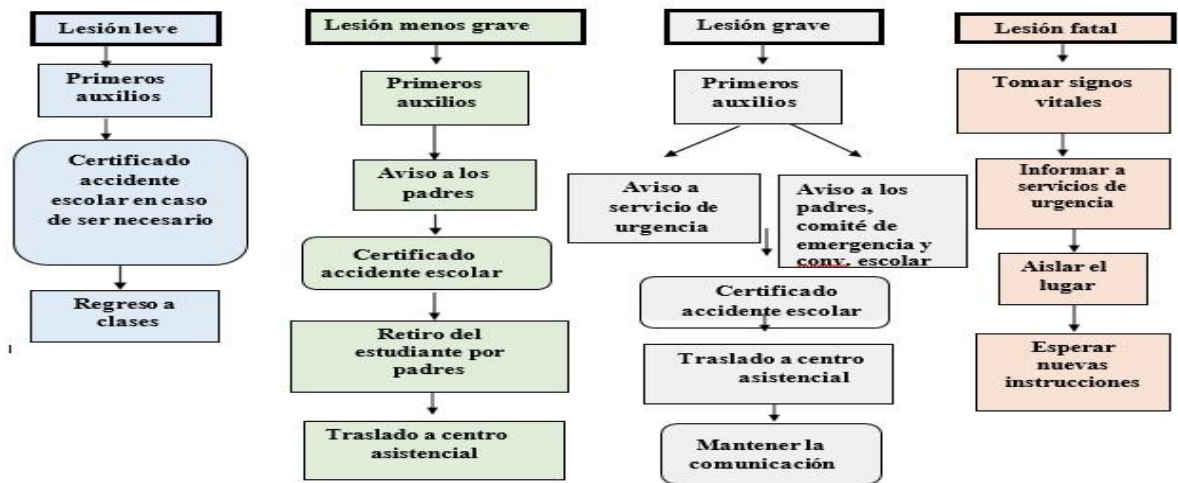 Lesión leve
Primeros
auxilios
Certificado
accidente
escolar en caso
de ser necesario
Regreso a
clases
Lesión menos grave
Primeros
auxilios
Aviso a los
padres
Certificado
accidente escolar
Retiro del
estudiante por
padres
Traslado a centro
asistencial
Lesión grave
Primeros
auxilios
Aviso a
servicio de
urgencia
Aviso a los
padres,
comité de
emergencia y
conv. escolar
Certificado
accidente escolar
Traslado a centro
asistencial
Mantener la
comunicación
Lesión fatal
Tomar signos
vitales
Informar a
servicios de
urgencia
Aislar el
lugar
Esperar
nuevas
instrucciones